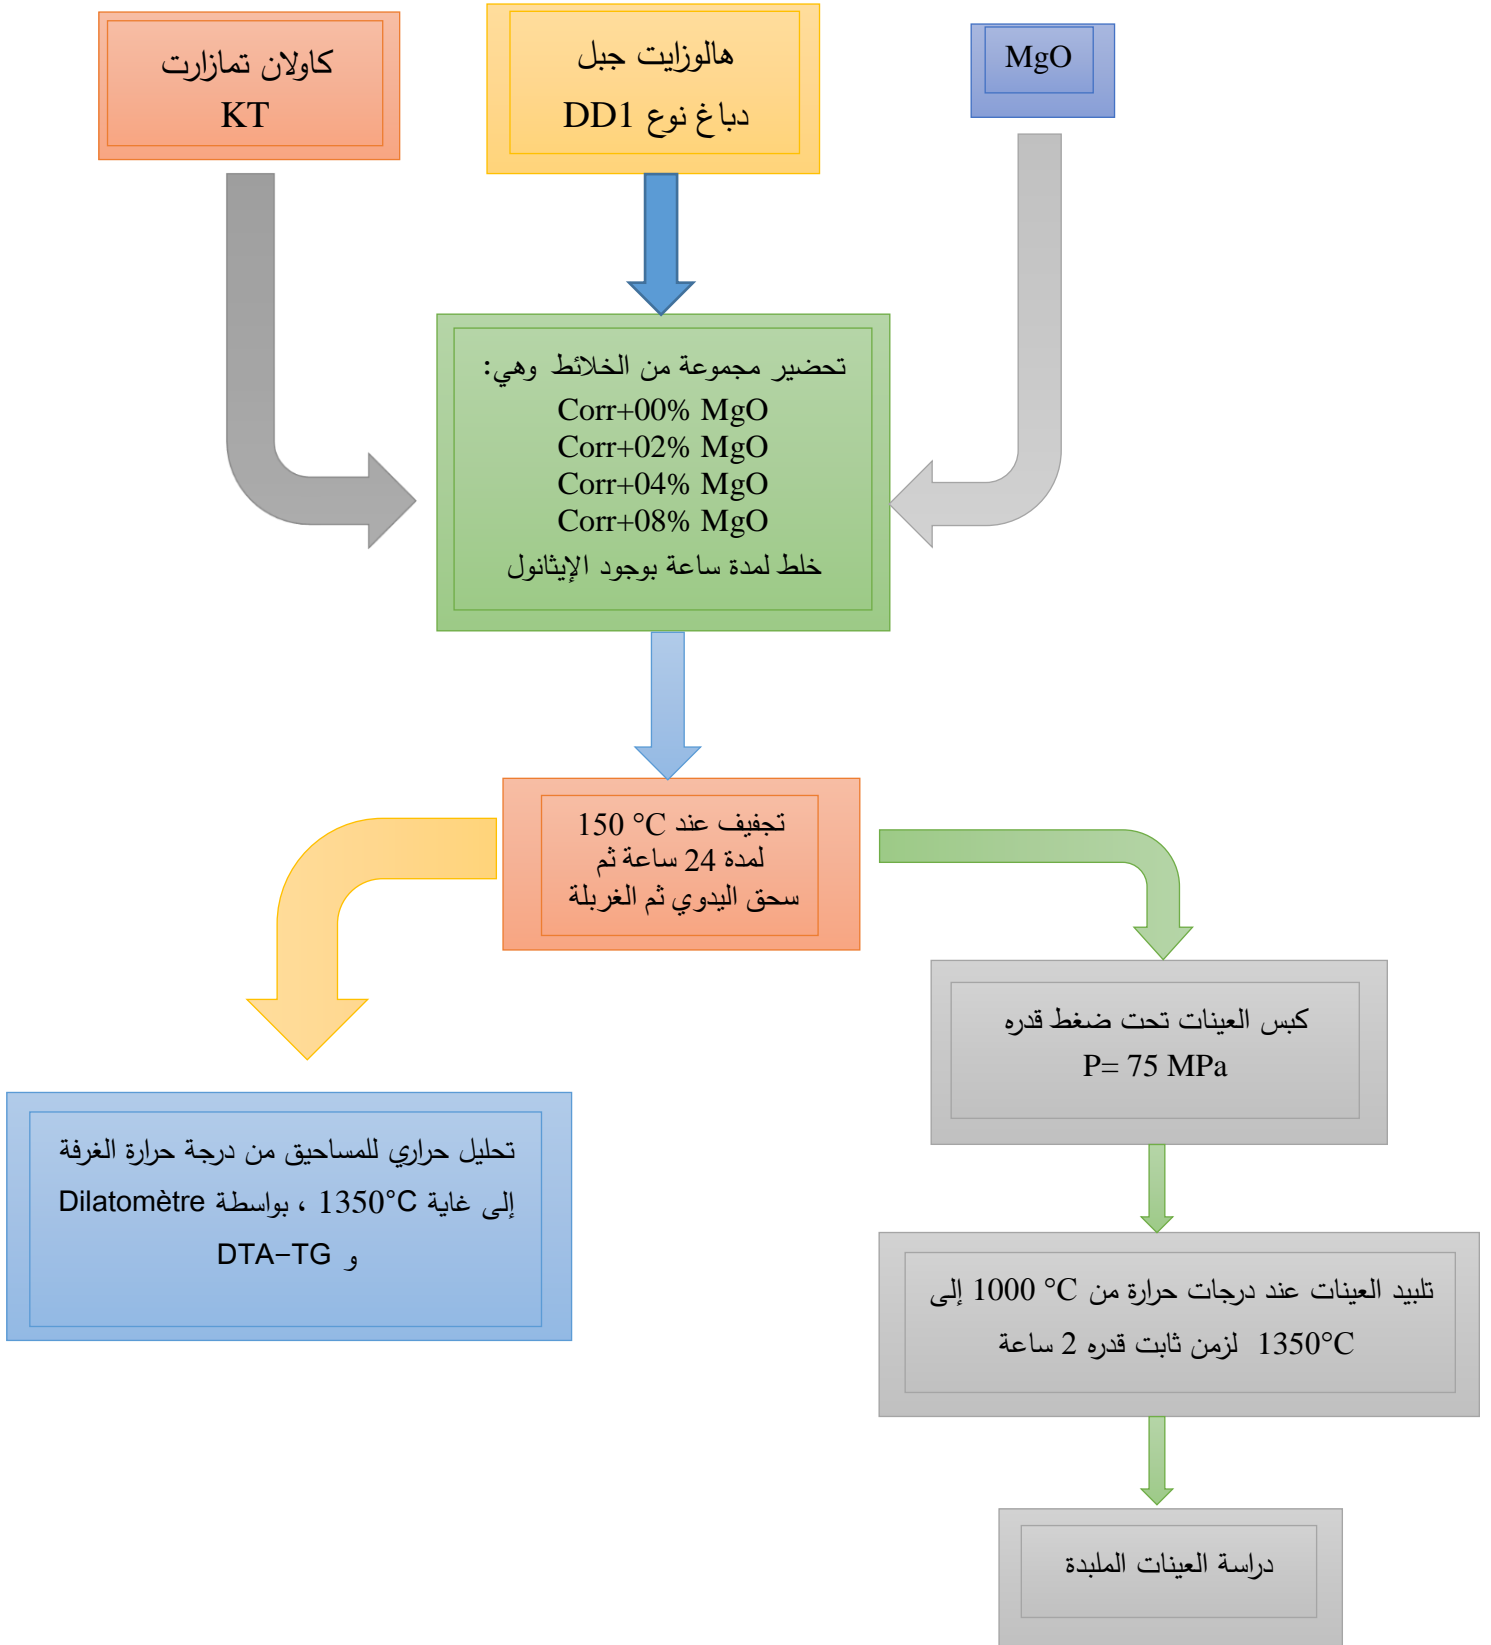 كاولان تمازارت
KT
هالوزايت جبل
دباغ نوع DD1
MgO
تحضير مجموعة من الخلائط وهي:
Corr+00% MgO
Corr+02% MgO
Corr+04% MgO
Corr+08% MgO
خلط لمدة ساعة بوجود الإيثانول
تجفيف عند 150 °C
لمدة 24 ساعة ثم
سحق اليدوي ثم الغربلة
كبس العينات تحت ضغط قدره
P= 75 MPa
تحليل حراري للمساحيق من درجة حرارة الغرفة
إلى غاية 1350°C ، بواسطة Dilatomètre
و DTA-TG
تلبيد العينات عند درجات حرارة من 1000 °C إلى
1350°C لزمن ثابت قدره 2 ساعة
دراسة العينات الملبدة